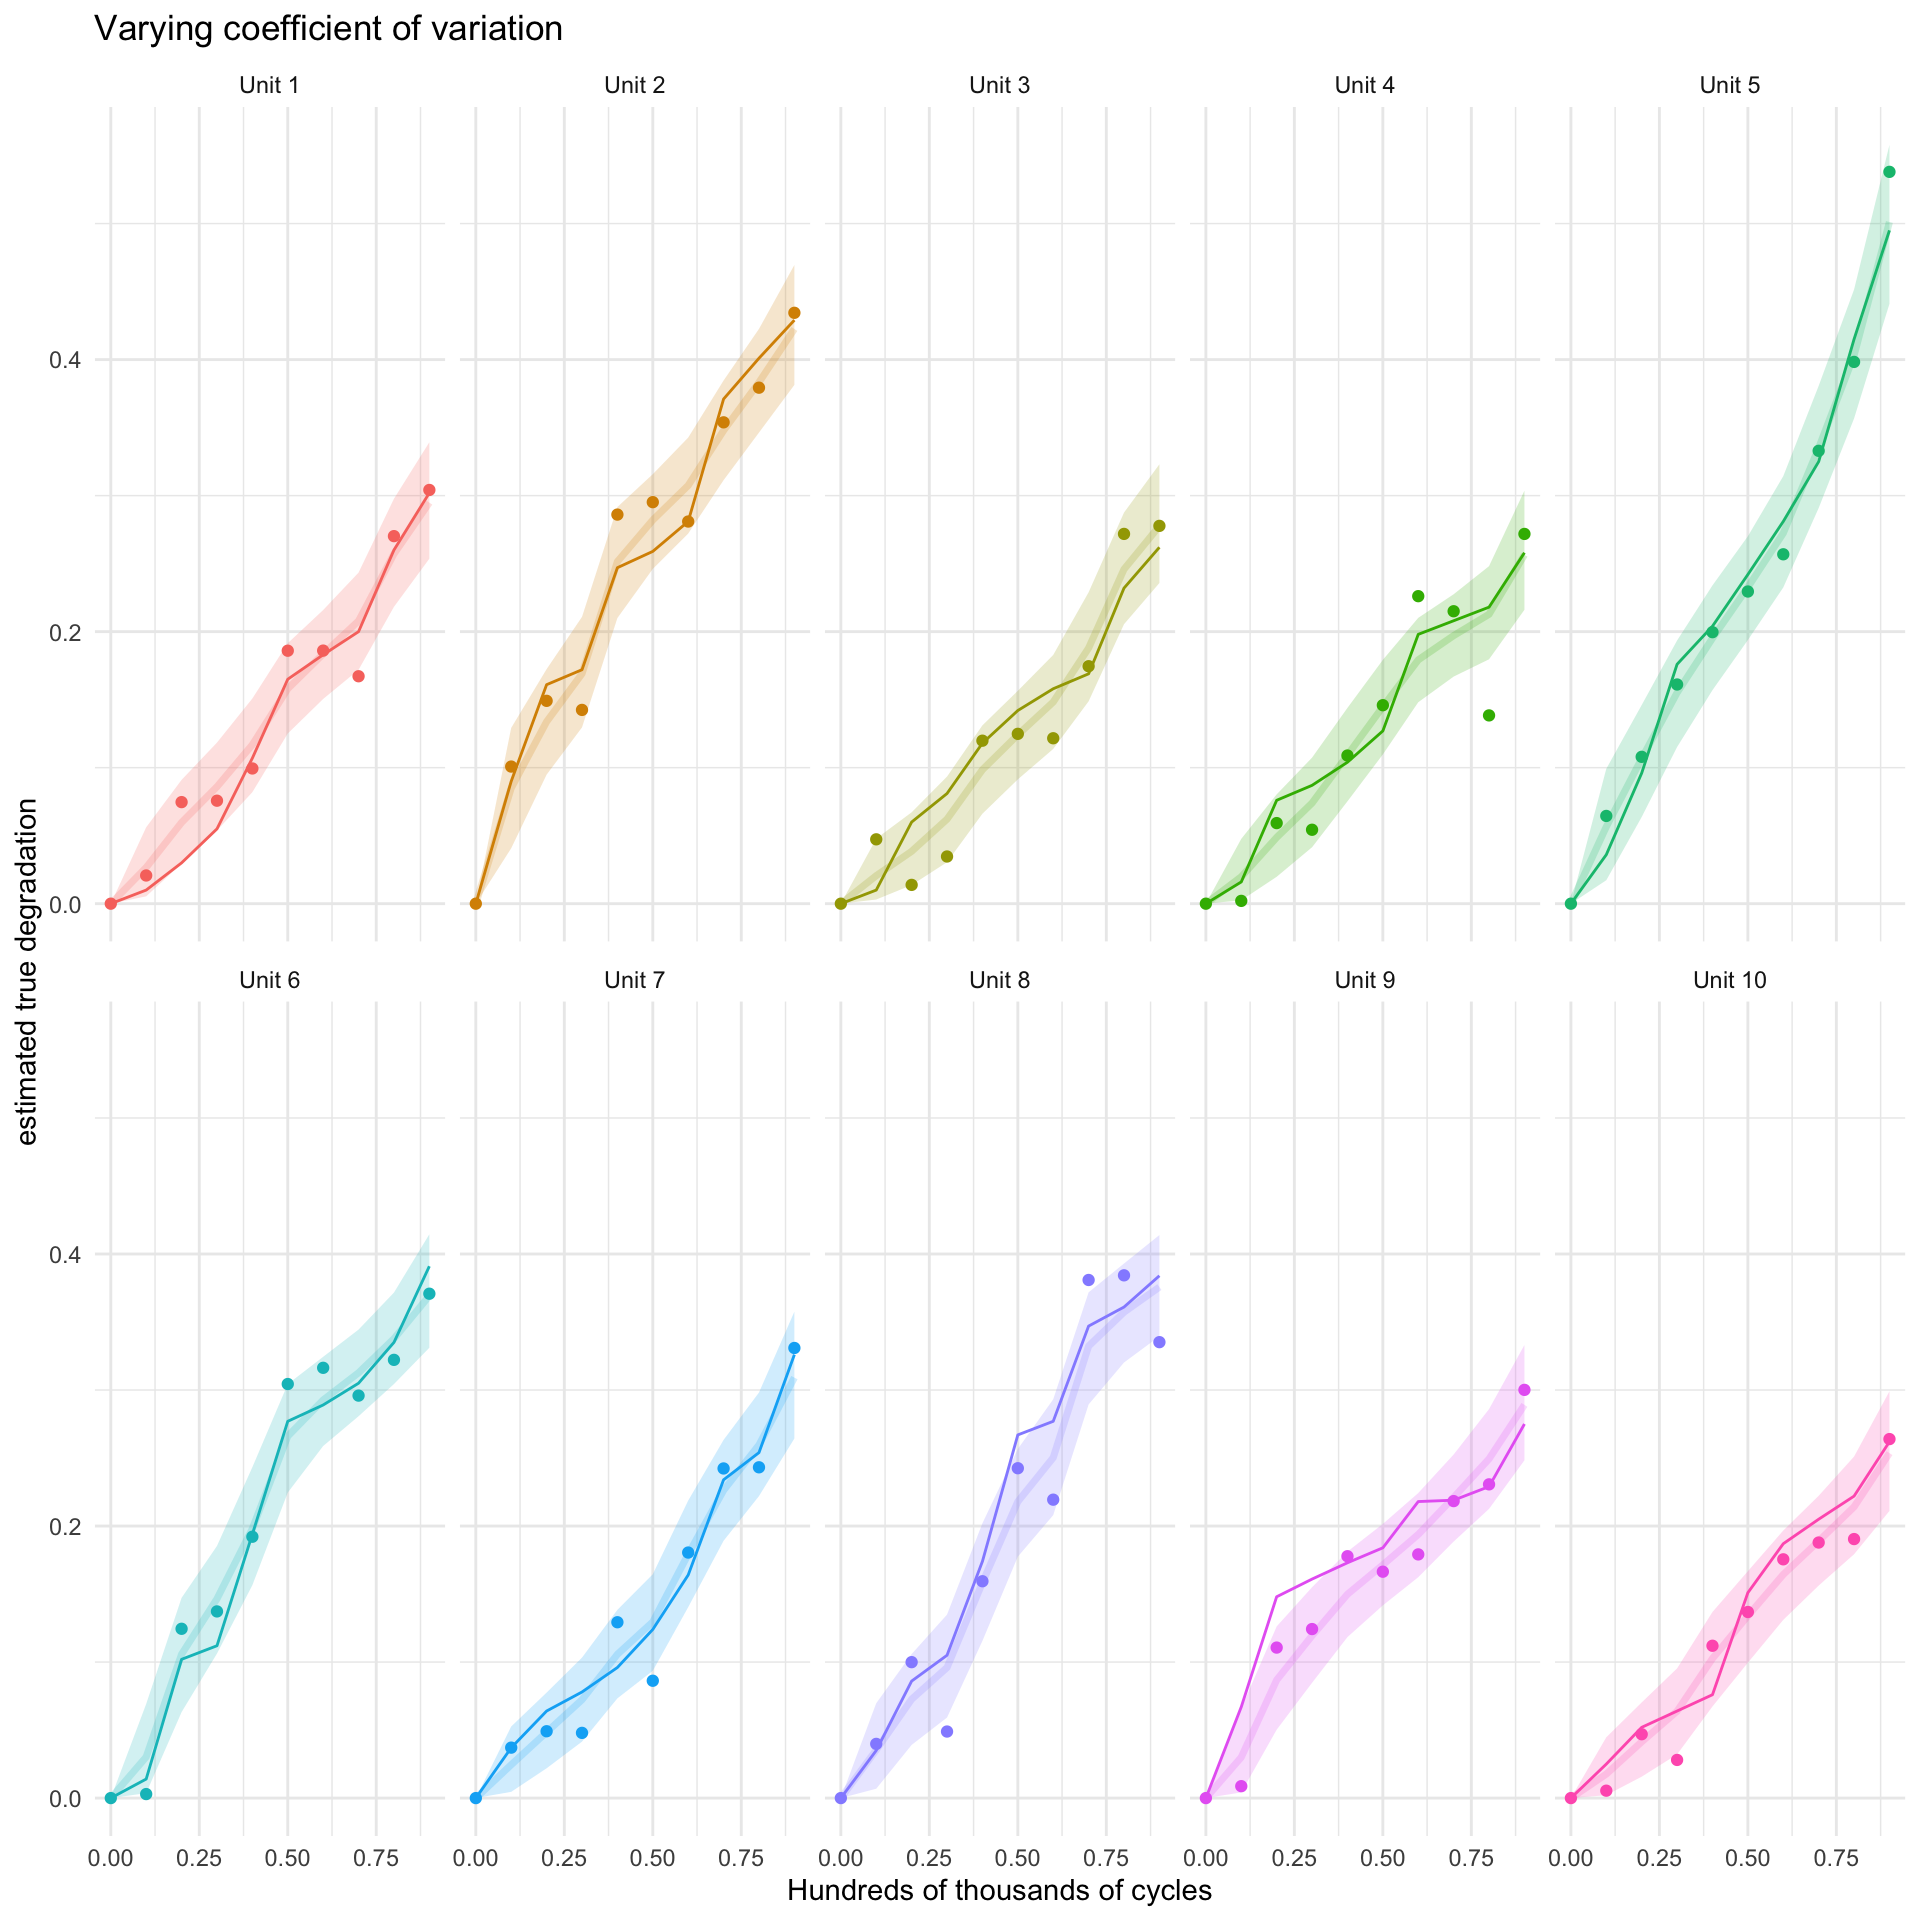 Varying coefficient of variation
Unit 1 Unit 2 Unit 3 Unit 4 Unit 5
0.4
0.2
0.0
estimated true degradation
Unit 6 Unit 7 Unit 8 Unit 9 Unit 10
0.4
0.2
0.0
0.00 0.25 0.50 0.75 0.00 0.25 0.50 0.75 0.00 0.25 0.50 0.75 0.00 0.25 0.50 0.75 0.00 0.25 0.50 0.75
Hundreds of thousands of cycles